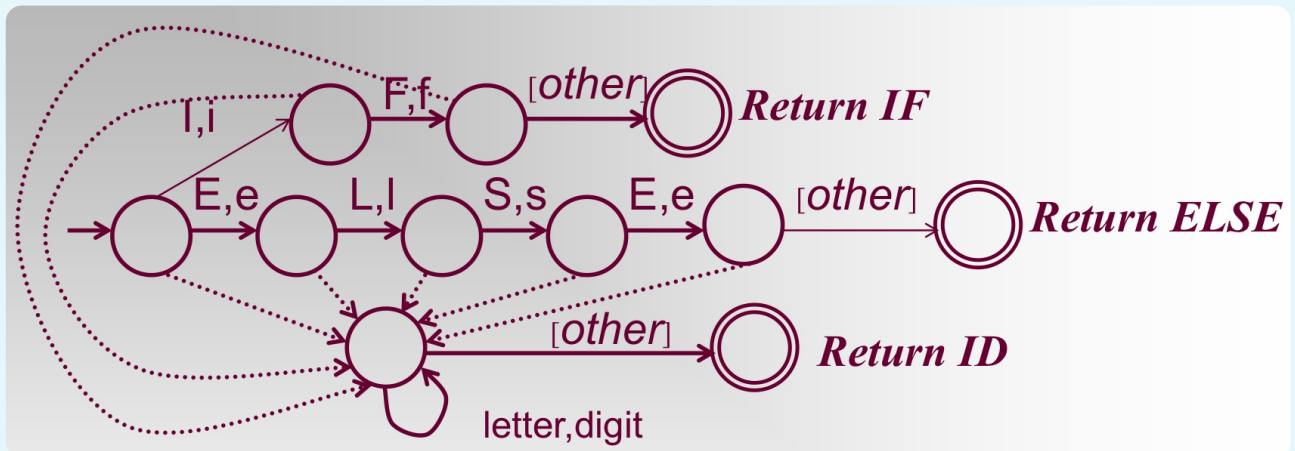 I,i F,f [other] Return IF
E,e L,l S,s E,e [other] Return ELSE
[other] Return ID
letter,digit